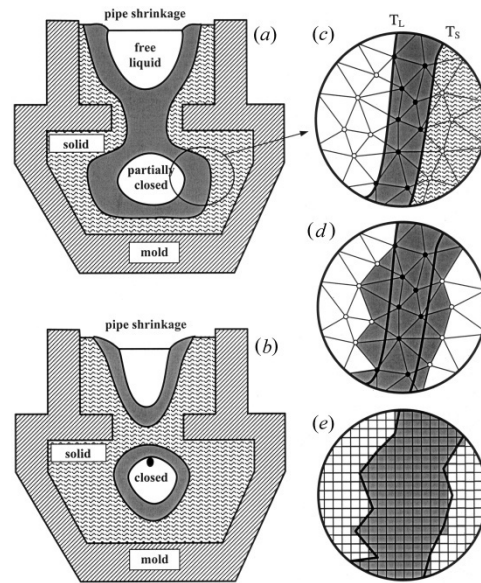 pipe shrinkage
(a)
free
liquid
solid
partially
closed
mold
pipe shrinkage
(b)
solid
closed
mold
(c)
T_L
T_S
(d)
(e)